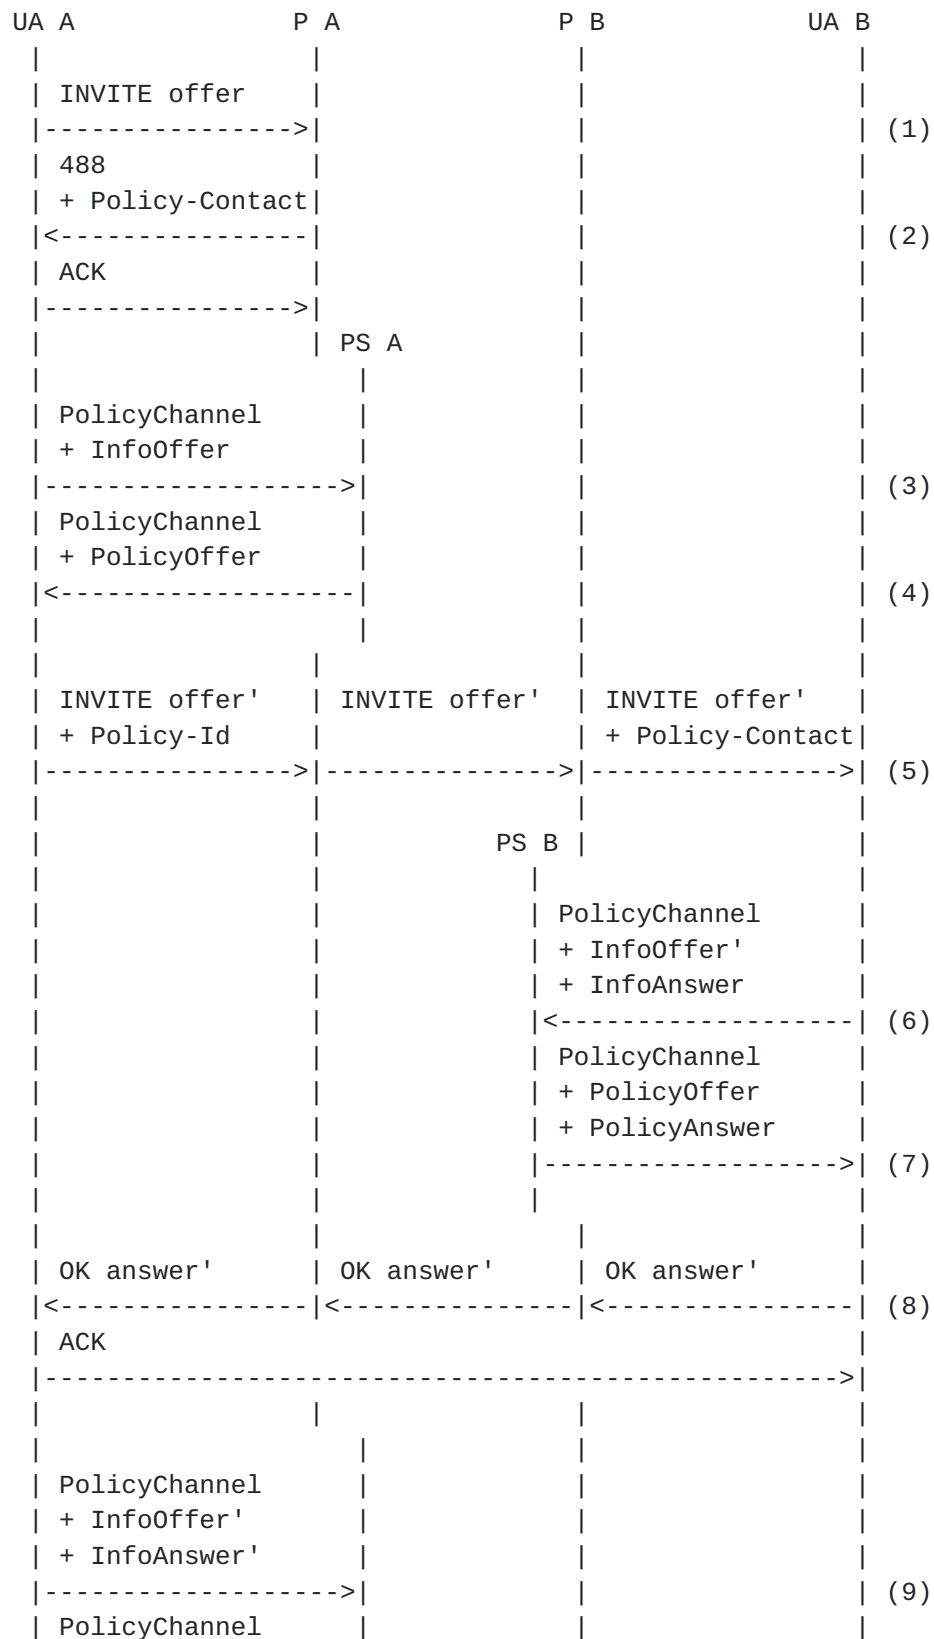 UA A              P A              P B             UA B
  |                 |                |                 |
  | INVITE offer    |                |                 |
  |---------------->|                |                 | (1)
  | 488             |                |                 |
  | + Policy-Contact|                |                 |
  |<----------------|                |                 | (2)
  | ACK             |                |                 |
  |---------------->|                |                 |
  |                 | PS A           |                 |
  |                    |             |                 |
  | PolicyChannel      |             |                 |
  | + InfoOffer        |             |                 |
  |------------------->|             |                 | (3)
  | PolicyChannel      |             |                 |
  | + PolicyOffer      |             |                 |
  |<-------------------|             |                 | (4)
  |                    |             |                 |
  |                 |                |                 |
  | INVITE offer'   | INVITE offer'  | INVITE offer'   |
  | + Policy-Id     |                | + Policy-Contact|
  |---------------->|--------------->|---------------->| (5)
  |                 |                |                 |
  |                 |           PS B |                 |
  |                 |             |                    |
  |                 |             | PolicyChannel      |
  |                 |             | + InfoOffer'       |
  |                 |             | + InfoAnswer       |
  |                 |             |<-------------------| (6)
  |                 |             | PolicyChannel      |
  |                 |             | + PolicyOffer      |
  |                 |             | + PolicyAnswer     |
  |                 |             |------------------->| (7)
  |                 |             |                    |
  |                 |                |                 |
  | OK answer'      | OK answer'     | OK answer'      |
  |<----------------|<---------------|<----------------| (8)
  | ACK                                                |
  |--------------------------------------------------->|
  |                 |                |                 |
  |                    |             |                 |
  | PolicyChannel      |             |                 |
  | + InfoOffer'       |             |                 |
  | + InfoAnswer'      |             |                 |
  |------------------->|             |                 | (9)
  | PolicyChannel      |             |                 |